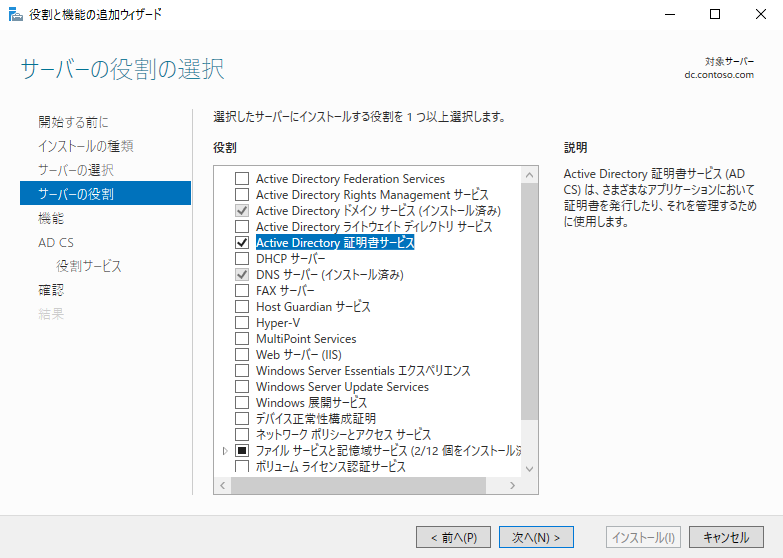 役割と機能の追加ウィザード
サーバーの役割の選択
対象サーバー
dc.contoso.com
開始する前に
インストールの種類
サーバーの選択
サーバーの役割
機能
AD CS
役割サービス
確認
結果
選択したサーバーにインストールする役割を 1 つ以上選択します。
役割
Active Directory Federation Services
Active Directory Rights Management サービス
Active Directory ドメイン サービス (インストール済み)
Active Directory ライトウェイト ディレクトリ サービス
Active Directory 証明書サービス
DHCP サーバー
DNS サーバー (インストール済み)
FAX サーバー
Host Guardian サービス
Hyper-V
MultiPoint Services
Web サーバー (IIS)
Windows Server Essentials エクスペリエンス
Windows Server Update Services
Windows 展開サービス
デバイス正常性構成証明
ネットワーク ポリシーとアクセス サービス
ファイル サービスと記憶域サービス (2/12 個をインストール
ボリューム ライセンス認証サービス
説明
Active Directory 証明書サービス (AD
CS) は、さまざまなアプリケーションにおいて
証明書を発行したり、それを管理するため
に使用します。
< 前へ(P)
次へ(N) >
インストール(I)
キャンセル